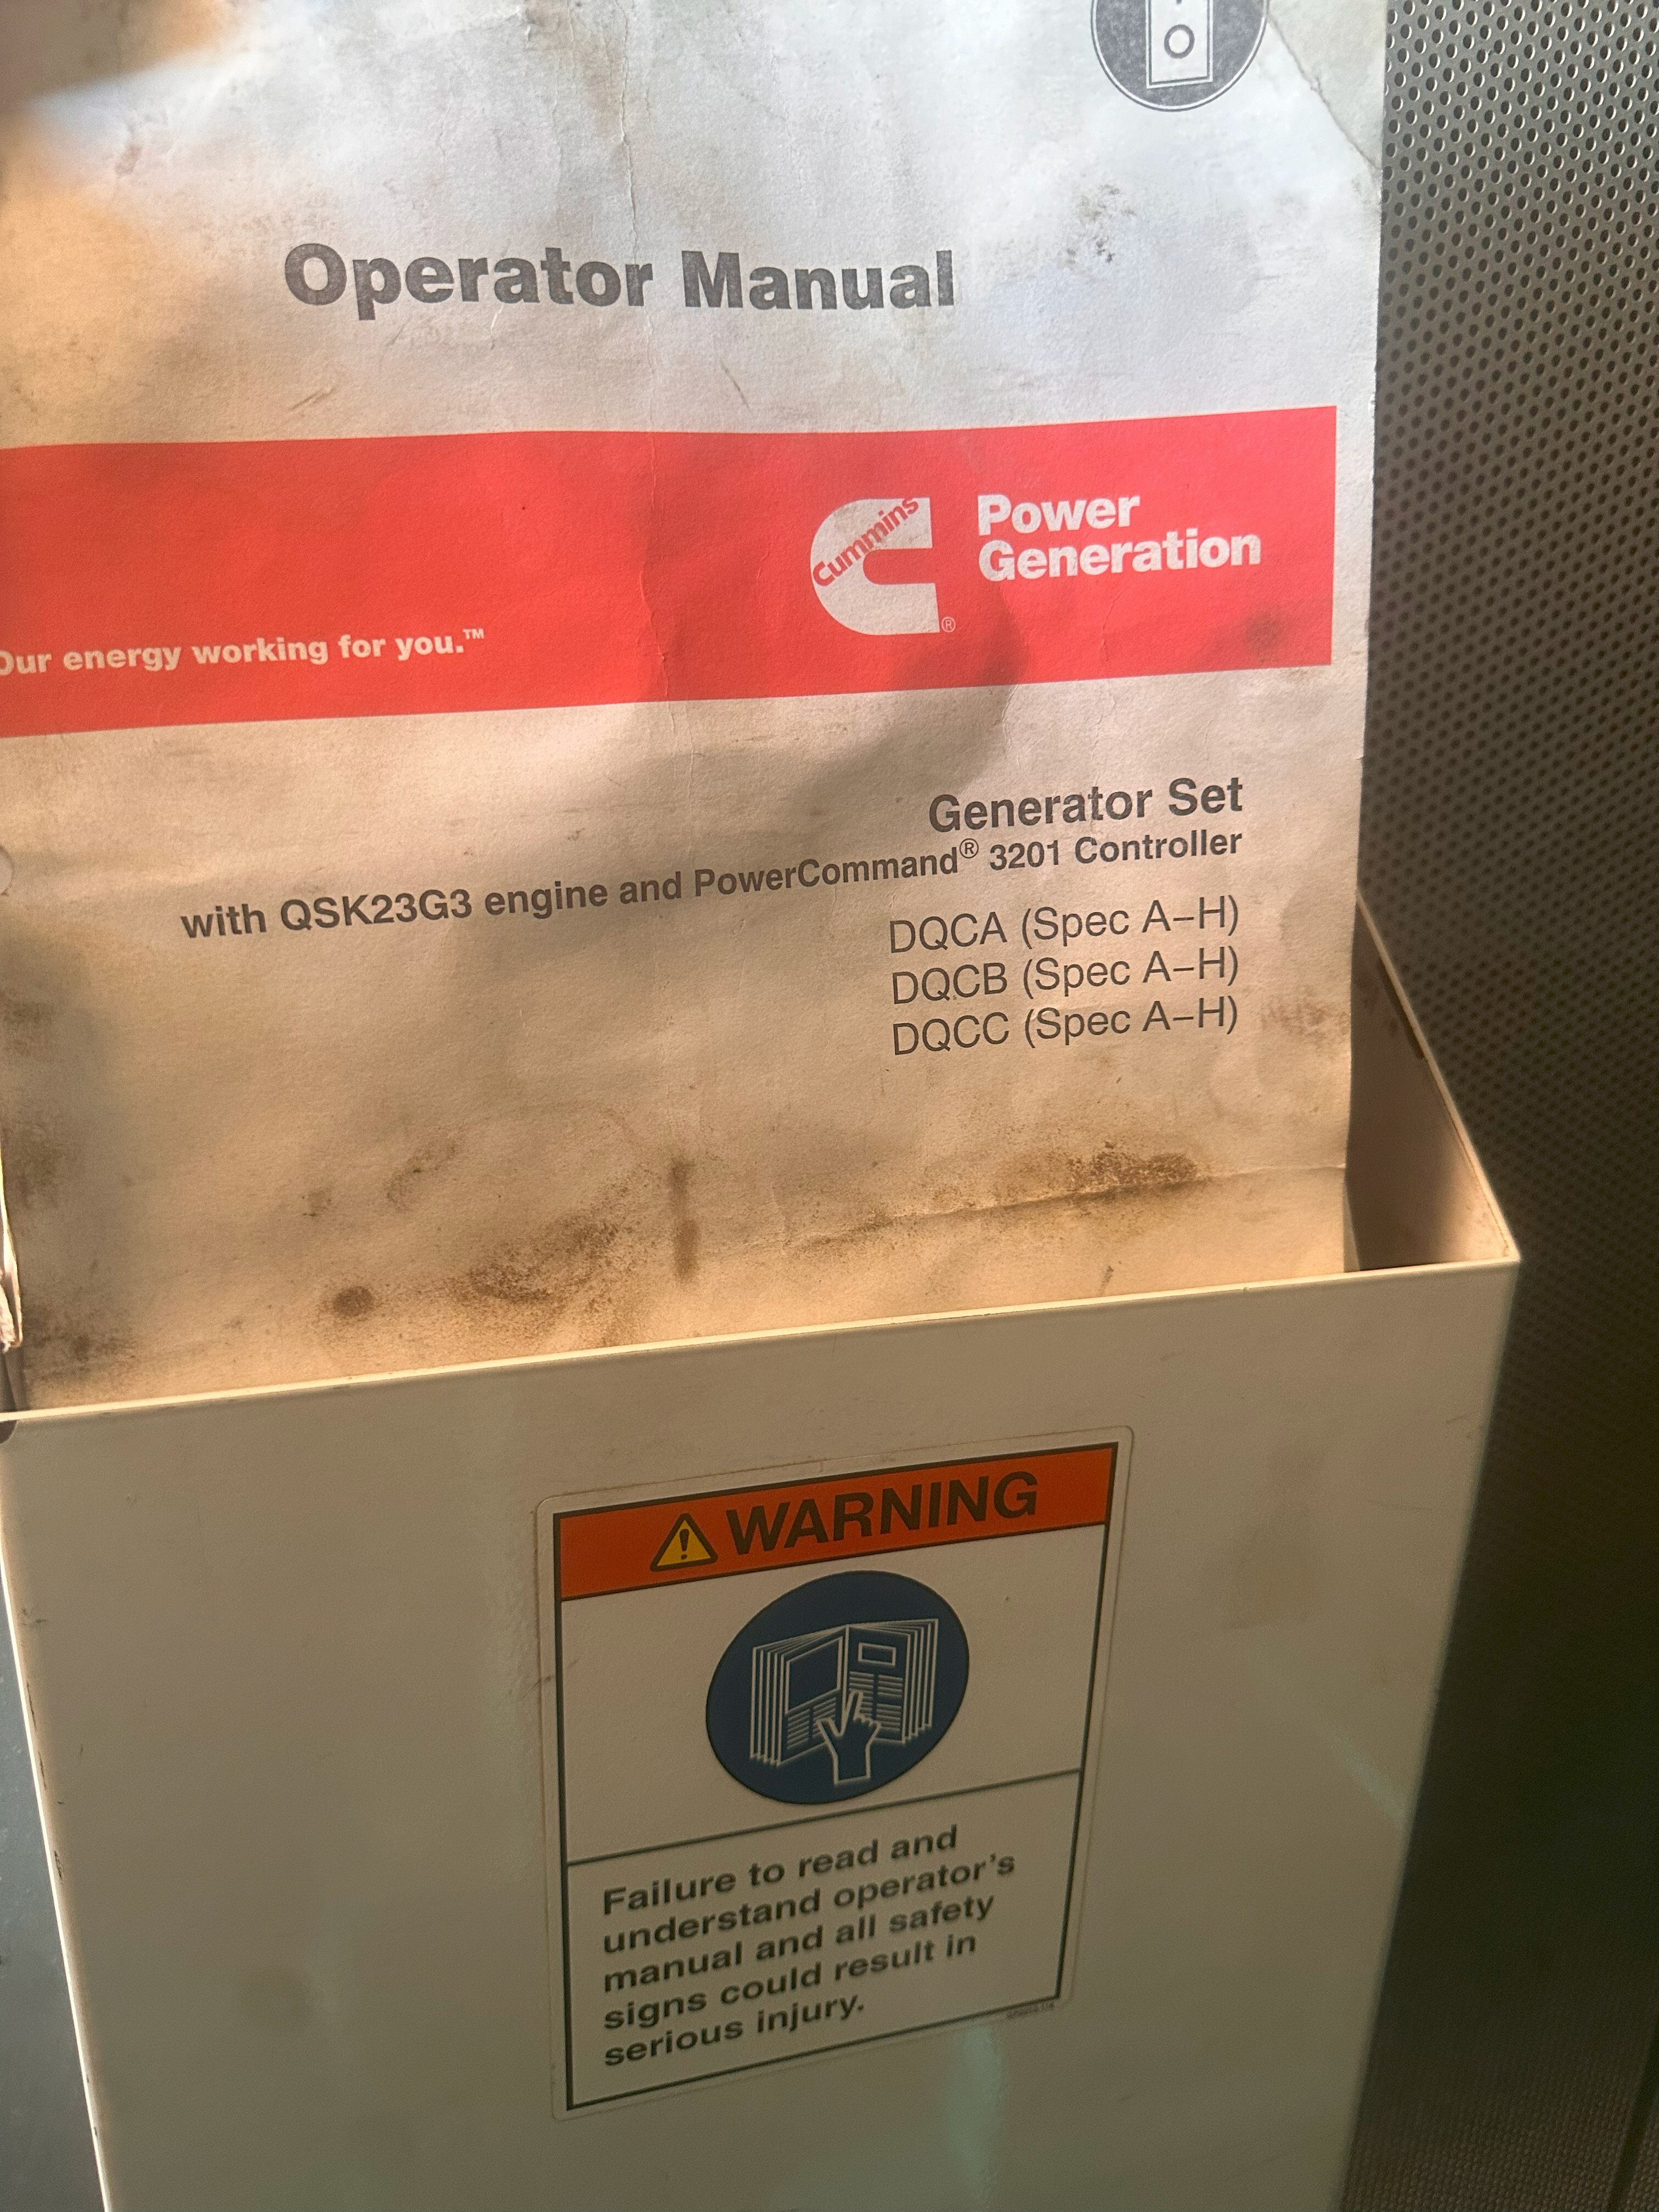 Operator Manual
Cummins
Power
Generation
®
Our energy working for you.™
Generator Set
with QSK23G3 engine and PowerCommand® 3201 Controller
DQCA (Spec A–H)
DQCB (Spec A–H)
DQCC (Spec A–H)
WARNING
Failure to read and
understand operator's
manual and all safety
signs could result in
serious injury.